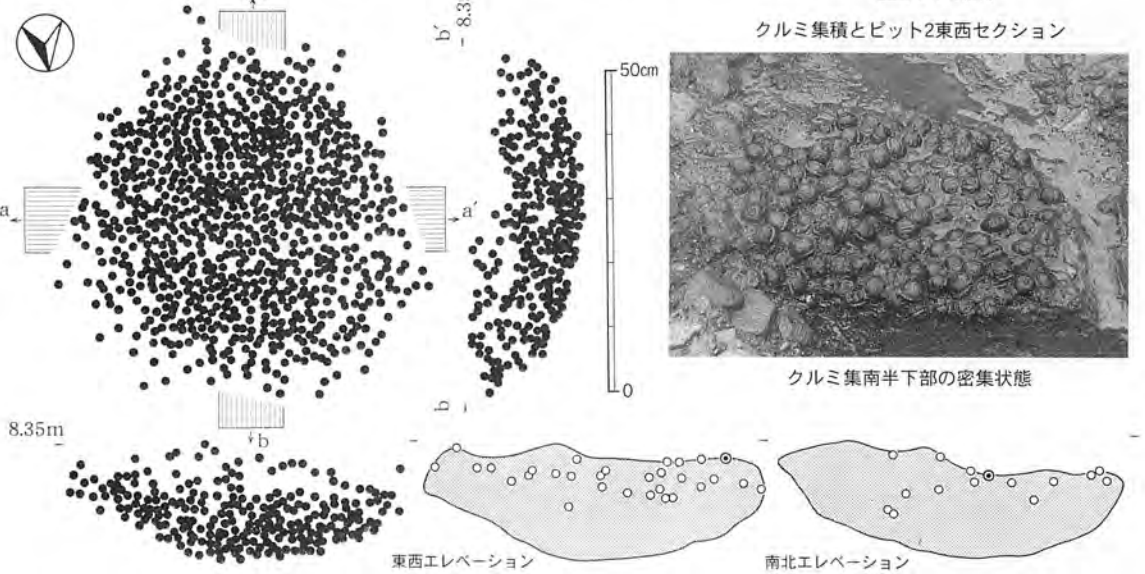 クルミ集積とピット2東西セクション
b′
8.3
50cm
a
a′
0
クルミ集南半下部の密集状態
b
8.35m
b
東西エレベーション
南北エレベーション